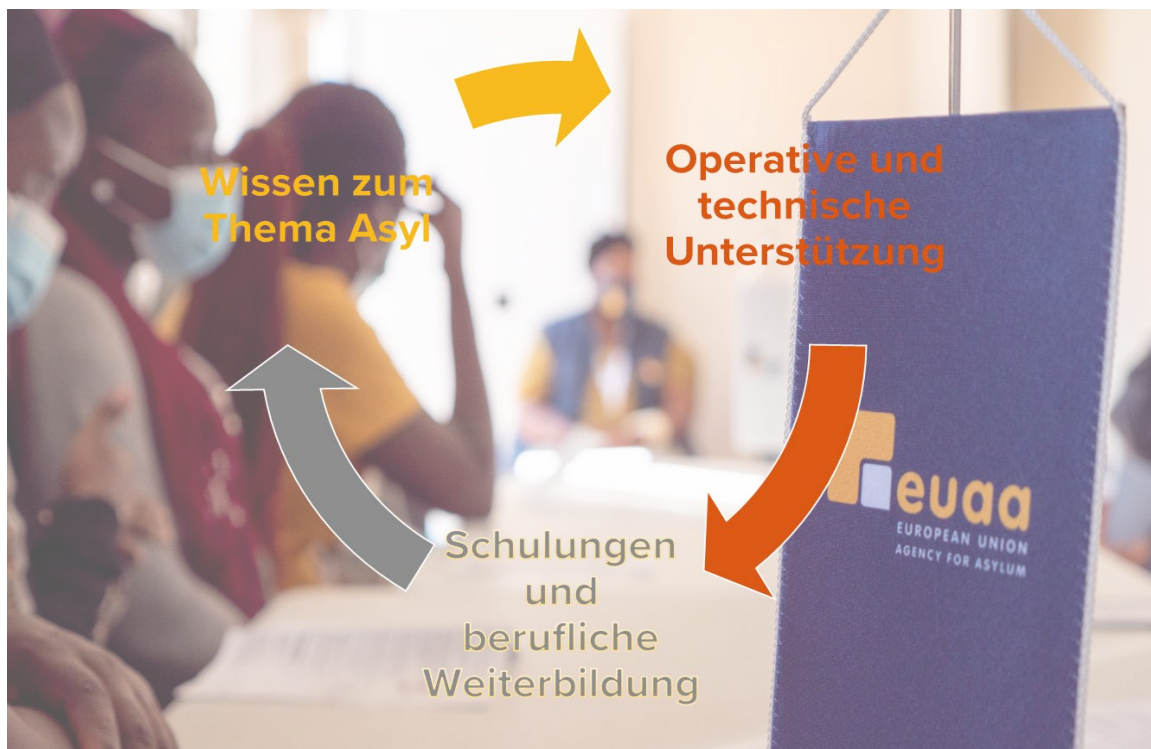 Wissen zum
Thema Asyl
Operative und
technische
Unterstützung
Schulungen
und
berufliche
Weiterbildung
euaa
EUROPEAN UNION
AGENCY FOR ASYLUM